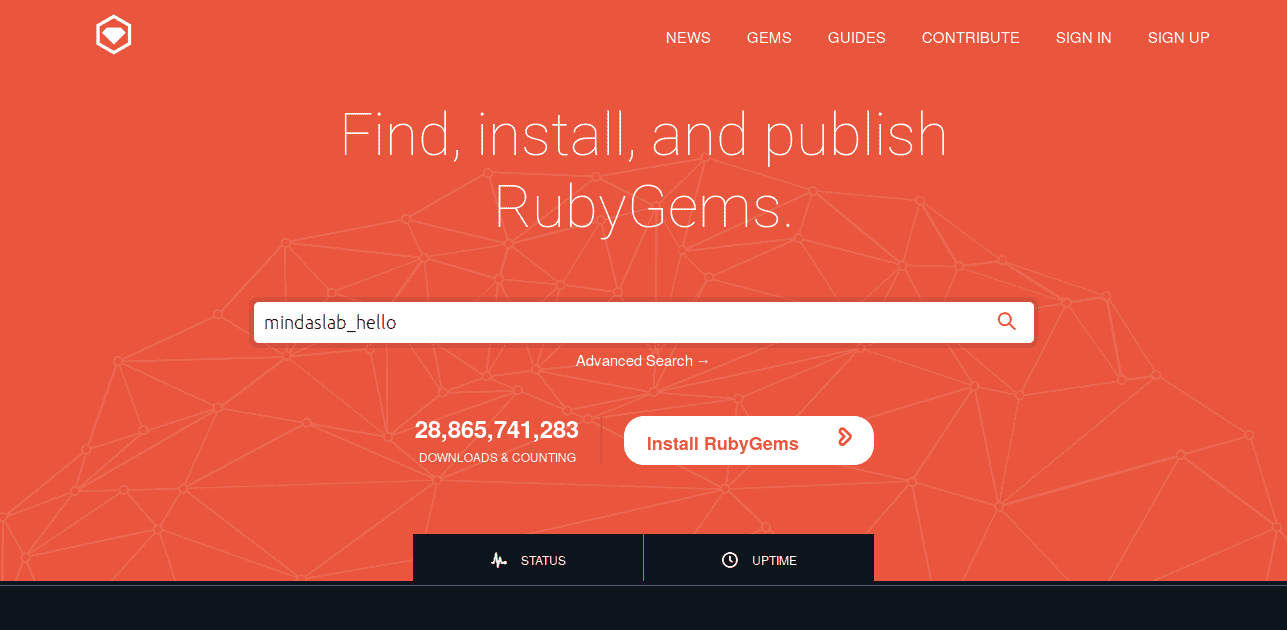 NEWS GEMS GUIDES CONTRIBUTE SIGN IN SIGN UP
Find, install, and publish
RubyGems.
mindaslab_hello
Advanced Search →
28,865,741,283
DOWNLOADS & COUNTING
Install RubyGems
STATUS
UPTIME